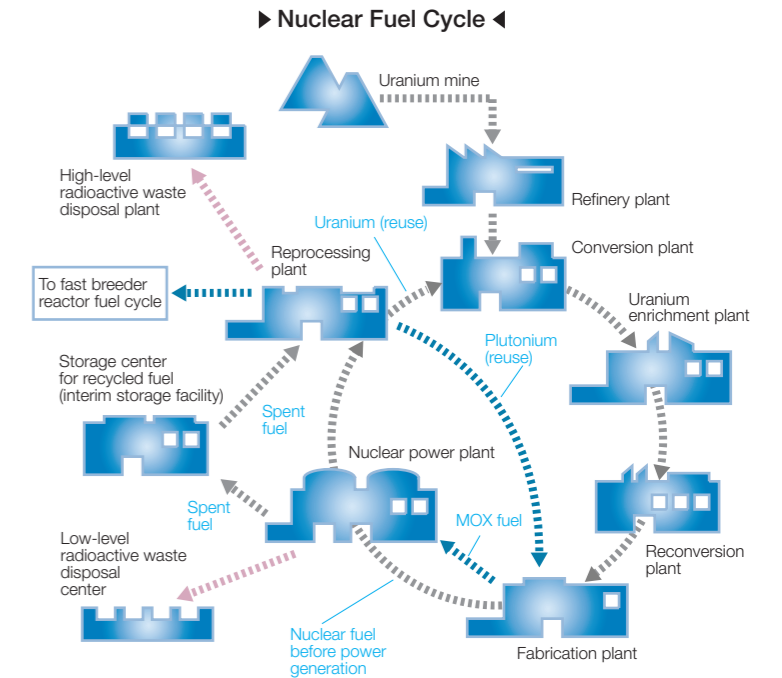 Nuclear Fuel Cycle
Uranium mine
High-level
radioactive waste
disposal plant
Refinery plant
Uranium (reuse)
Reprocessing
plant
Conversion plant
To fast breeder
reactor fuel cycle
Uranium
enrichment plant
Plutonium
(reuse)
Storage center
for recycled fuel
(interim storage facility)
Spent
fuel
Nuclear power plant
Spent
fuel
MOX fuel
Low-level
radioactive waste
disposal
center
Reconversion
plant
Nuclear fuel
before power
generation
Fabrication plant